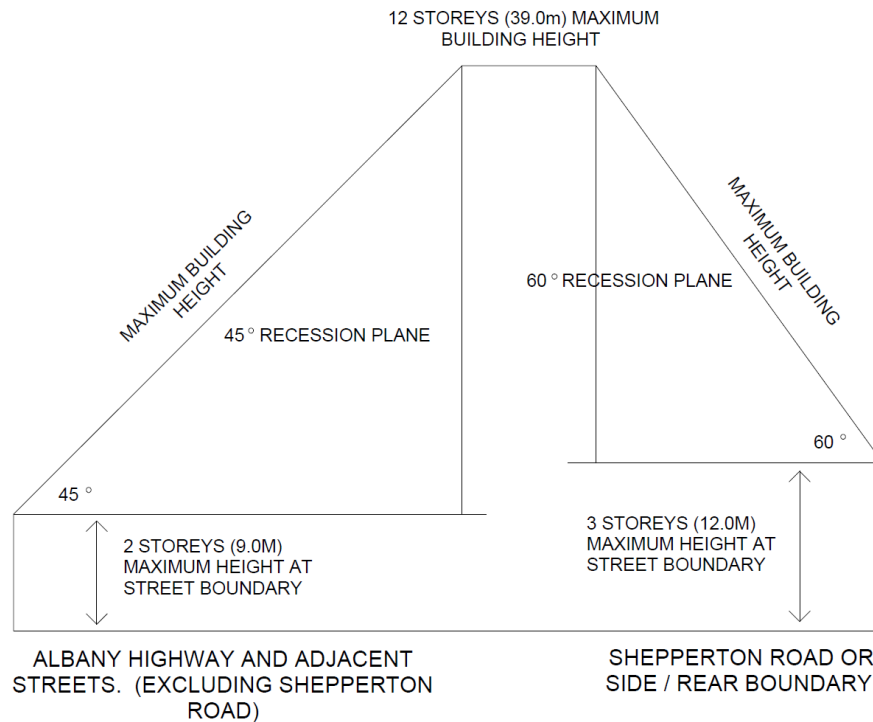 12 STOREYS (39.0m) MAXIMUM
BUILDING HEIGHT
MAXIMUM BUILDING
HEIGHT
MAXIMUM BUILDING
HEIGHT
60 ° RECESSION PLANE
45 ° RECESSION PLANE
60 °
45 °
2 STOREYS (9.0M)
MAXIMUM HEIGHT AT
STREET BOUNDARY
3 STOREYS (12.0M)
MAXIMUM HEIGHT AT
STREET BOUNDARY
ALBANY HIGHWAY AND ADJACENT
STREETS. (EXCLUDING SHEPPERTON
ROAD)
SHEPPERTON ROAD OR
SIDE / REAR BOUNDARY